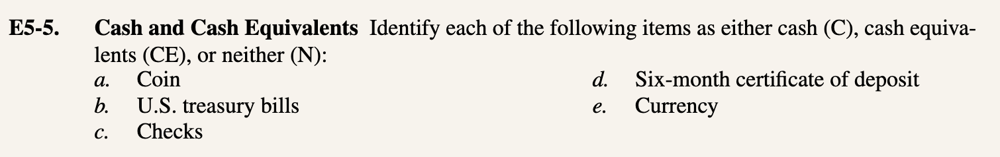 E5-5. Cash and Cash Equivalents Identify each of the following items as either cash (C), cash equiva-
lents (CE), or neither (N):
a. Coin
b. U.S. treasury bills
c. Checks
d. Six-month certificate of deposit
e. Currency